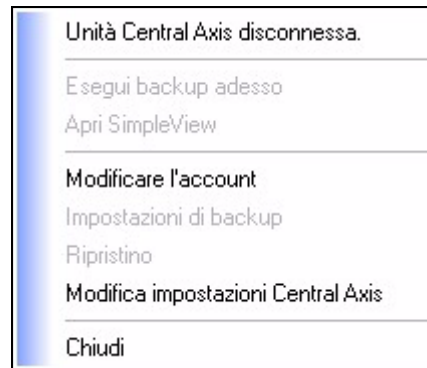 Unità Central Axis disconnessa.
Esegui backup adesso
Apri SimpleView
Modificare l'account
Impostazioni di backup
Ripristino
Modifica impostazioni Central Axis
Chiudi